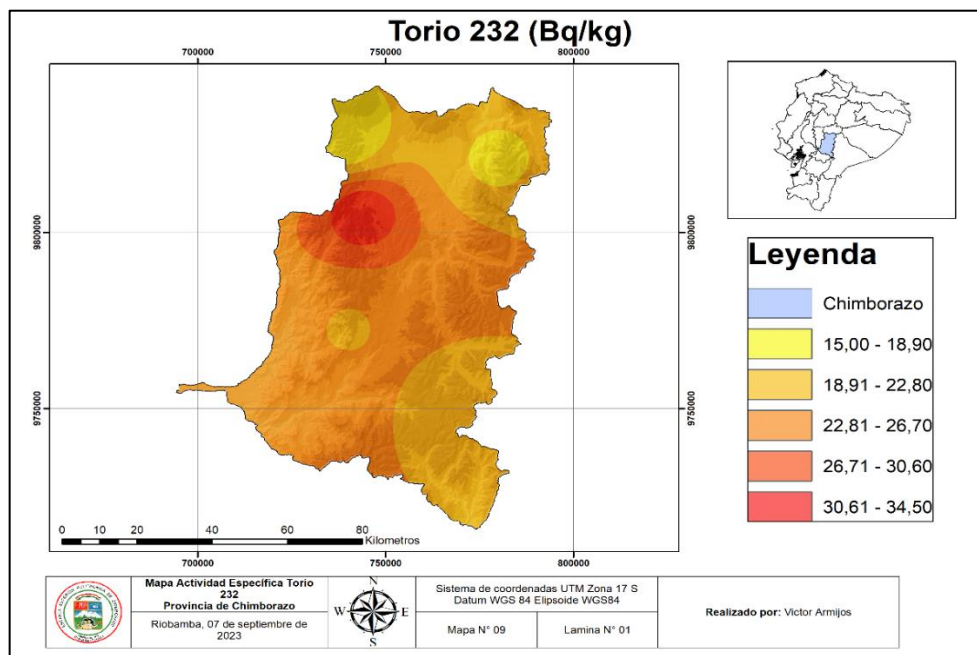 Torio 232 (Bq/kg)
700000
750000
800000
9800000
9800000
9750000
9750000
Leyenda
Chimborazo
15,00 - 18,90
18,91 - 22,80
22,81 - 26,70
26,71 - 30,60
30,61 - 34,50
0 5 10 20 40 60 80
Kilometros
700000
750000
800000
Mapa Actividad Específica Torio
232
Provincia de Chimborazo
Riobamba, 07 de septiembre de
2023
N
W
E
S
Sistema de coordenadas UTM Zona 17 S
Datum WGS 84 Elipsoide WGS84
Mapa N° 09
Lamina N° 01
Realizado por: Victor Armijos